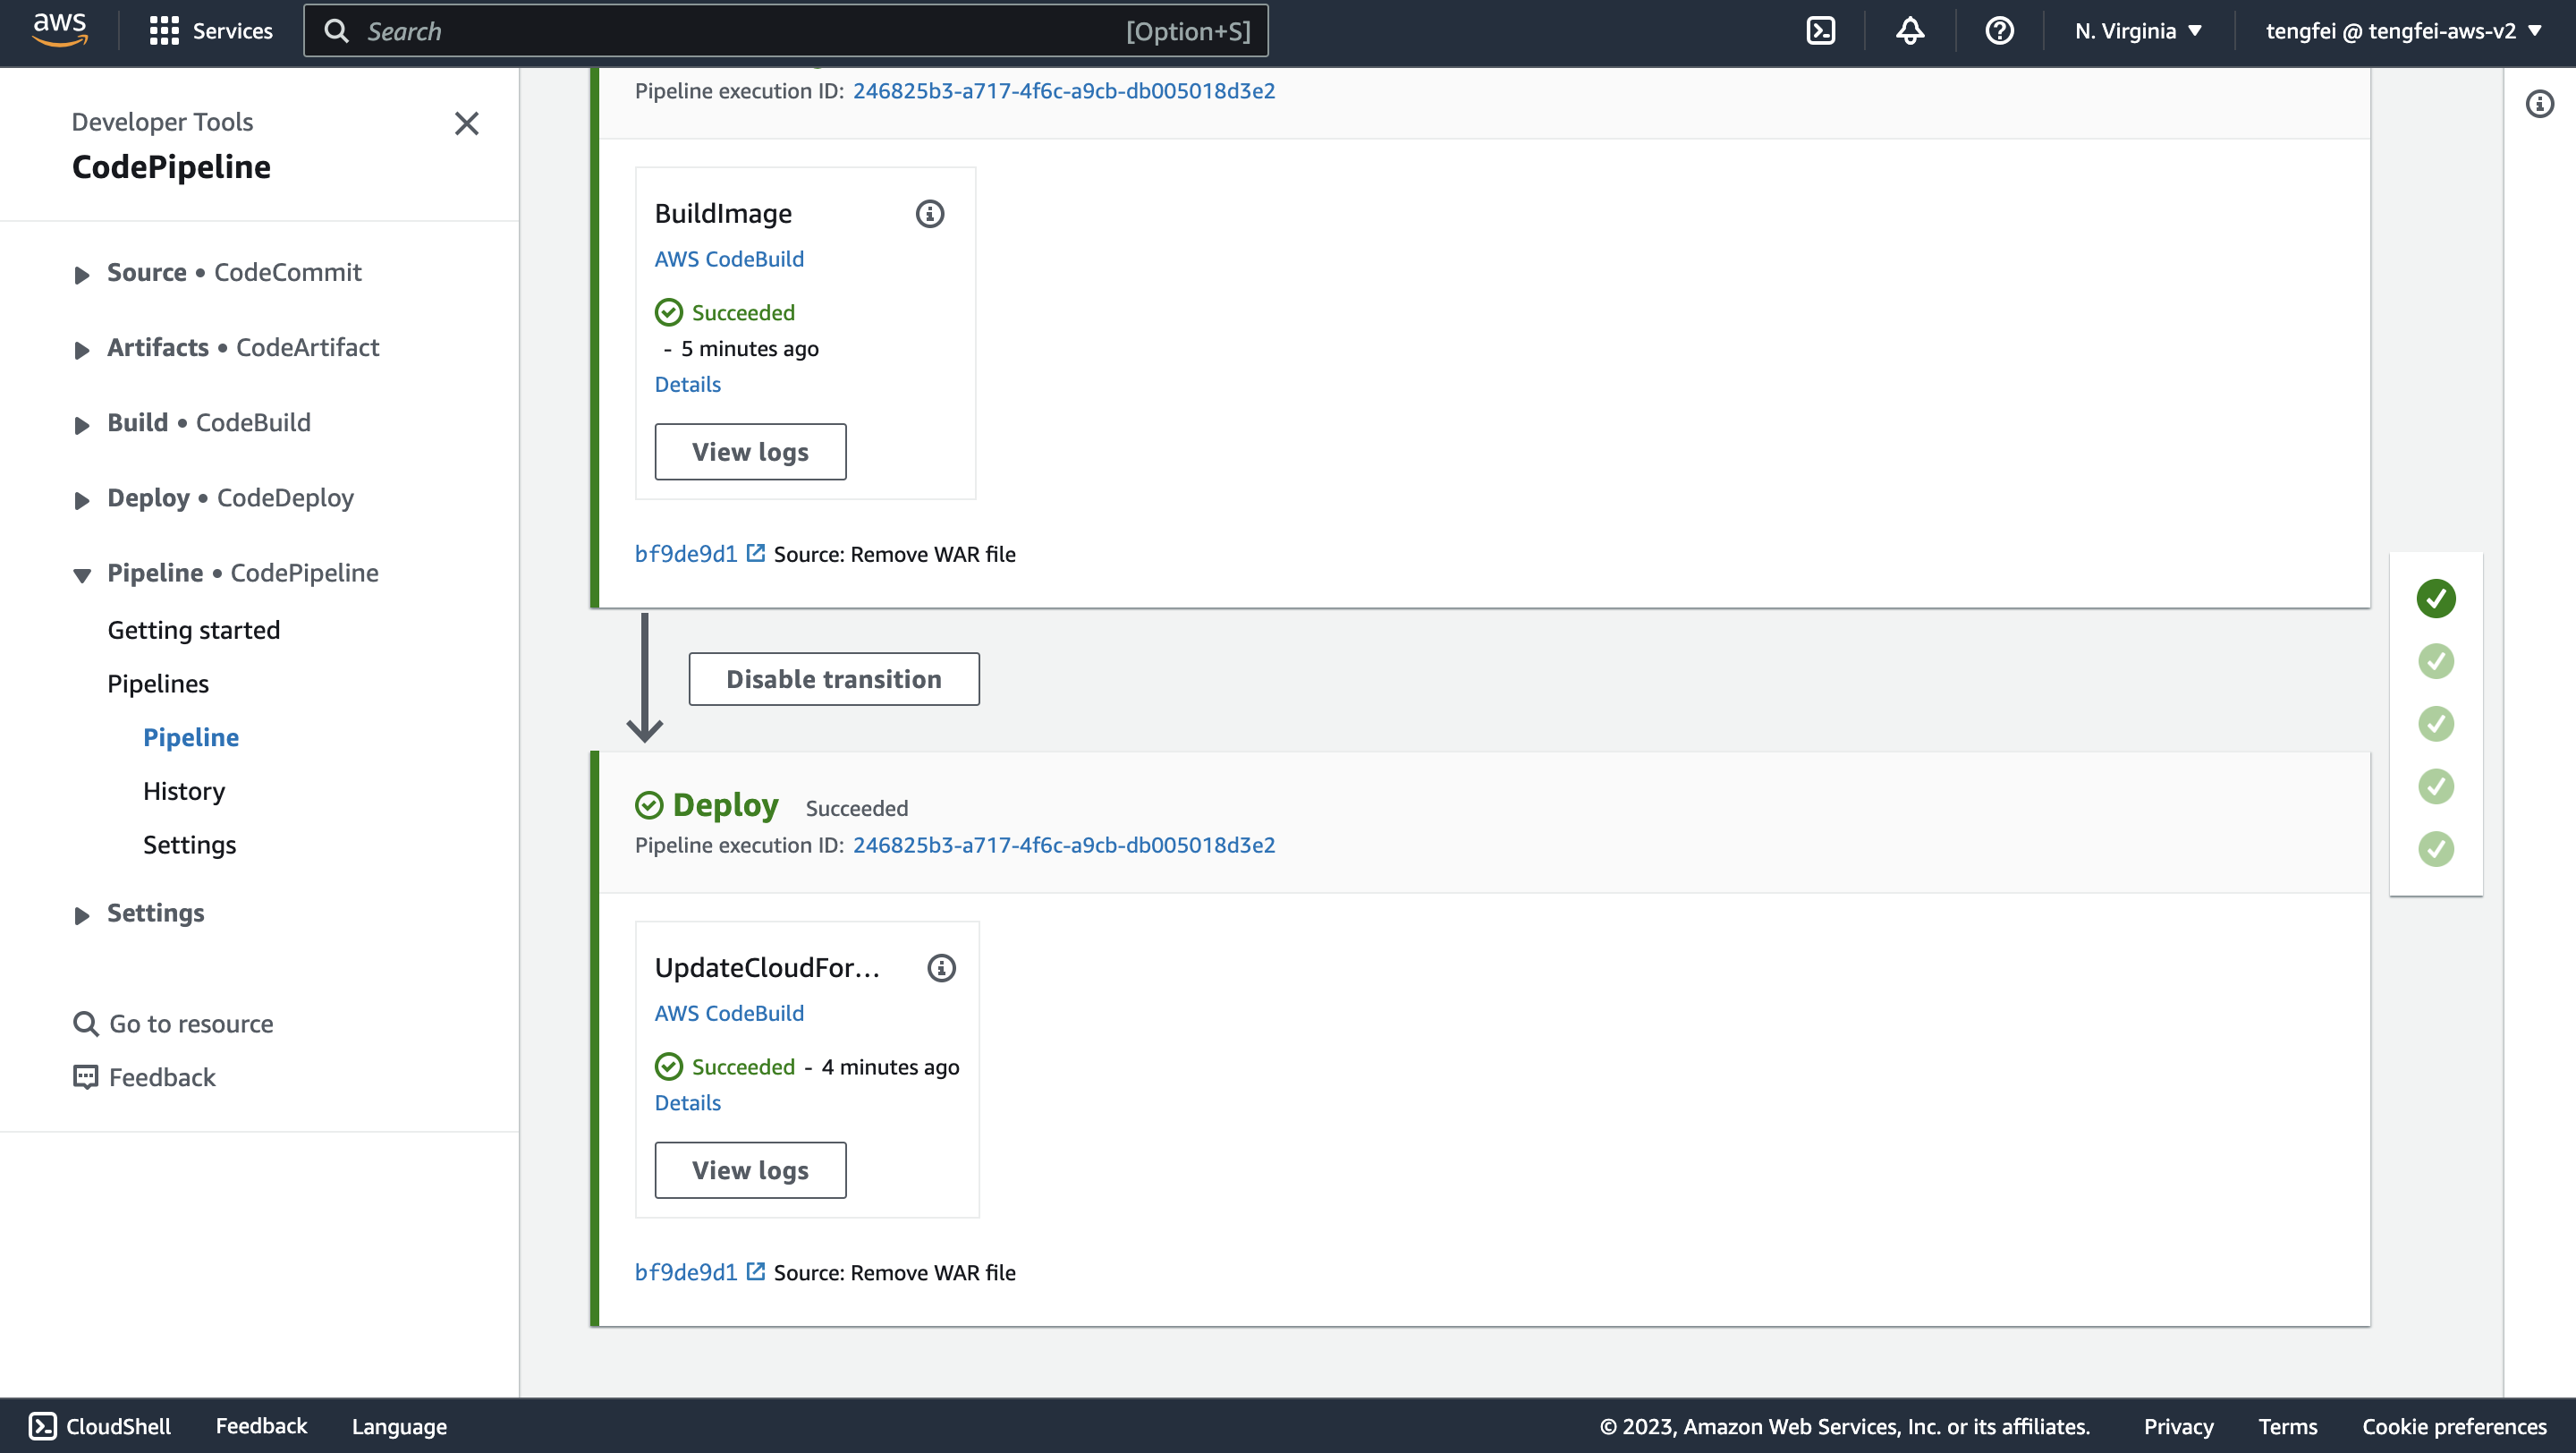 aws
Services
Search
[Option+S]
N. Virginia
tengfei @ tengfei-aws-v2
Developer Tools
CodePipeline
Source • CodeCommit
Artifacts • CodeArtifact
Build • CodeBuild
Deploy • CodeDeploy
Pipeline • CodePipeline
Getting started
Pipelines
Pipeline
History
Settings
Settings
Go to resource
Feedback
Pipeline execution ID: 246825b3-a717-4f6c-a9cb-db005018d3e2
BuildImage
AWS CodeBuild
Succeeded
- 5 minutes ago
Details
View logs
bf9de9d1 Source: Remove WAR file
Disable transition
Deploy Succeeded
Pipeline execution ID: 246825b3-a717-4f6c-a9cb-db005018d3e2
UpdateCloudFor...
AWS CodeBuild
Succeeded - 4 minutes ago
Details
View logs
bf9de9d1 Source: Remove WAR file
CloudShell
Feedback
Language
© 2023, Amazon Web Services, Inc. or its affiliates.
Privacy
Terms
Cookie preferences